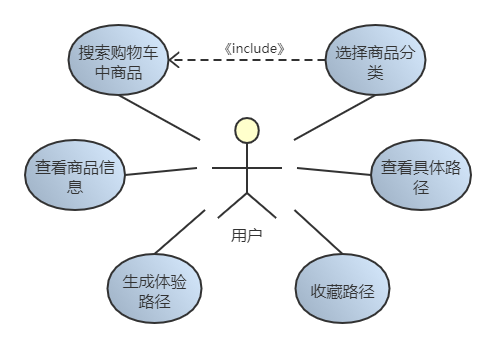 搜索购物车
中商品
《include》
选择商品分
类
查看商品信
息
查看具体路
径
用户
生成体验
路径
收藏路径